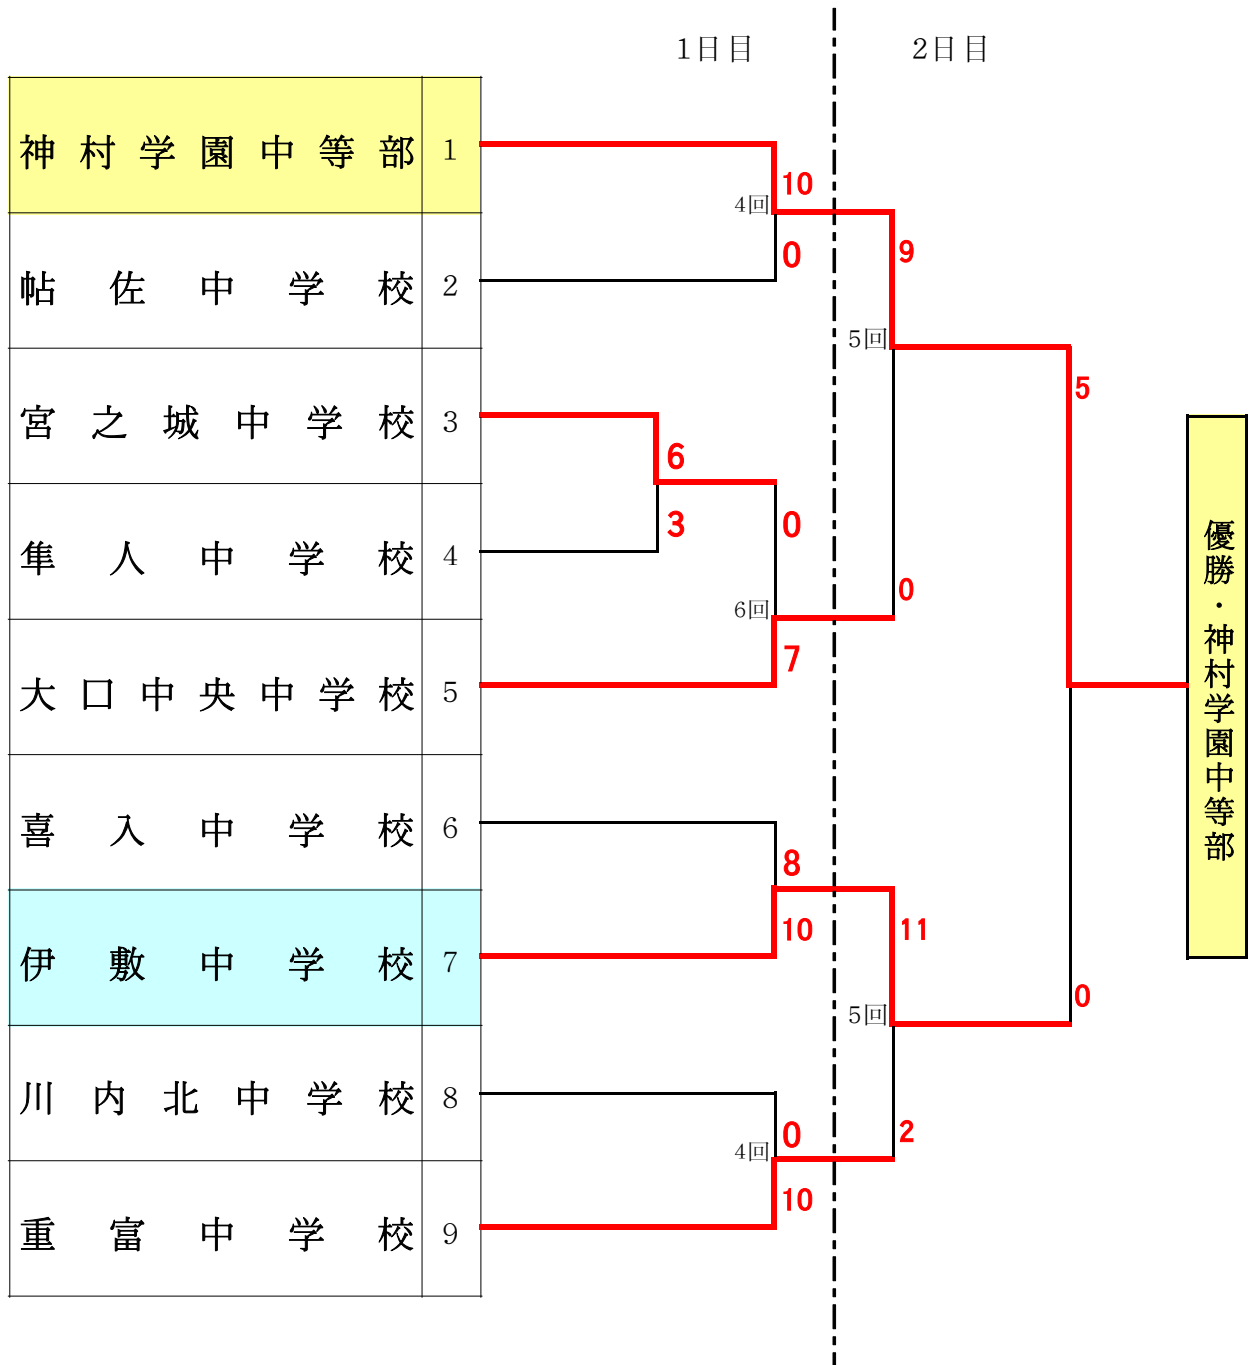 1日目
2日目
神村学園中等部 1
帖佐中学校 2
宮之城中学校 3
隼人中学校 4
大口中央中学校 5
喜入中学校 6
伊敷中学校 7
川内北中学校 8
重富中学校 9
10
4回
0
9
5回
5
6
0
3
0
6回
7
8
10
11
0
5回
0
2
4回
10
優勝・神村学園中等部